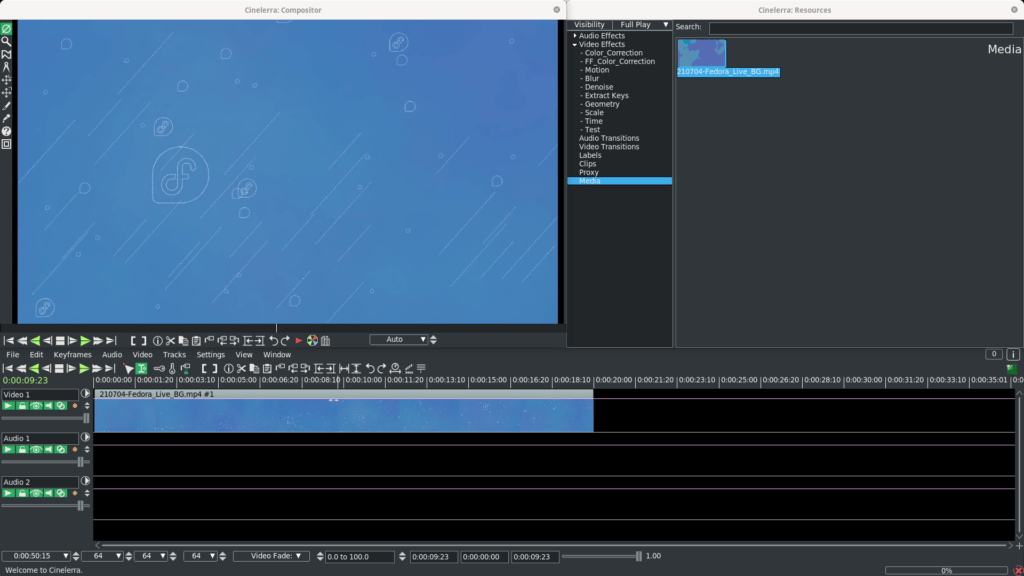 Cinelerra: Compositor
Cinelerra: Resources
Visibility Full Play
Search:
Audio Effects
Video Effects
- Color_Correction
- FF_Color_Correction
- Motion
- Blur
- Denoise
- Extract Keys
- Geometry
- Scale
- Time
- Test
Audio Transitions
Video Transitions
Labels
Clips
Proxy
Media
Media
210704-Fedora_Live_BG.mp4
Auto
File Edit Keyframes Audio Video Tracks Settings View Window
0
0:00:09:23
0:00:00:00 0:00:01:20 0:00:03:10 0:00:05:00 0:00:06:20 0:00:08:10 0:00:10:00 0:00:11:20 0:00:13:10 0:00:15:00 0:00:16:20 0:00:18:10 0:00:20:00 0:00:21:20 0:00:23:10 0:00:25:00 0:00:26:20 0:00:28:10 0:00:30:00 0:00:31:20 0:00:33:10 0:00:35:01
Video 1
210704-Fedora_Live_BG.mp4 #1
Audio 1
Audio 2
0:00:50:15 64 64 64 Video Fade: 0.0 to 100.0 0:00:09:23 0:00:00:00 0:00:09:23 1.00
Welcome to Cinelerra.
0%